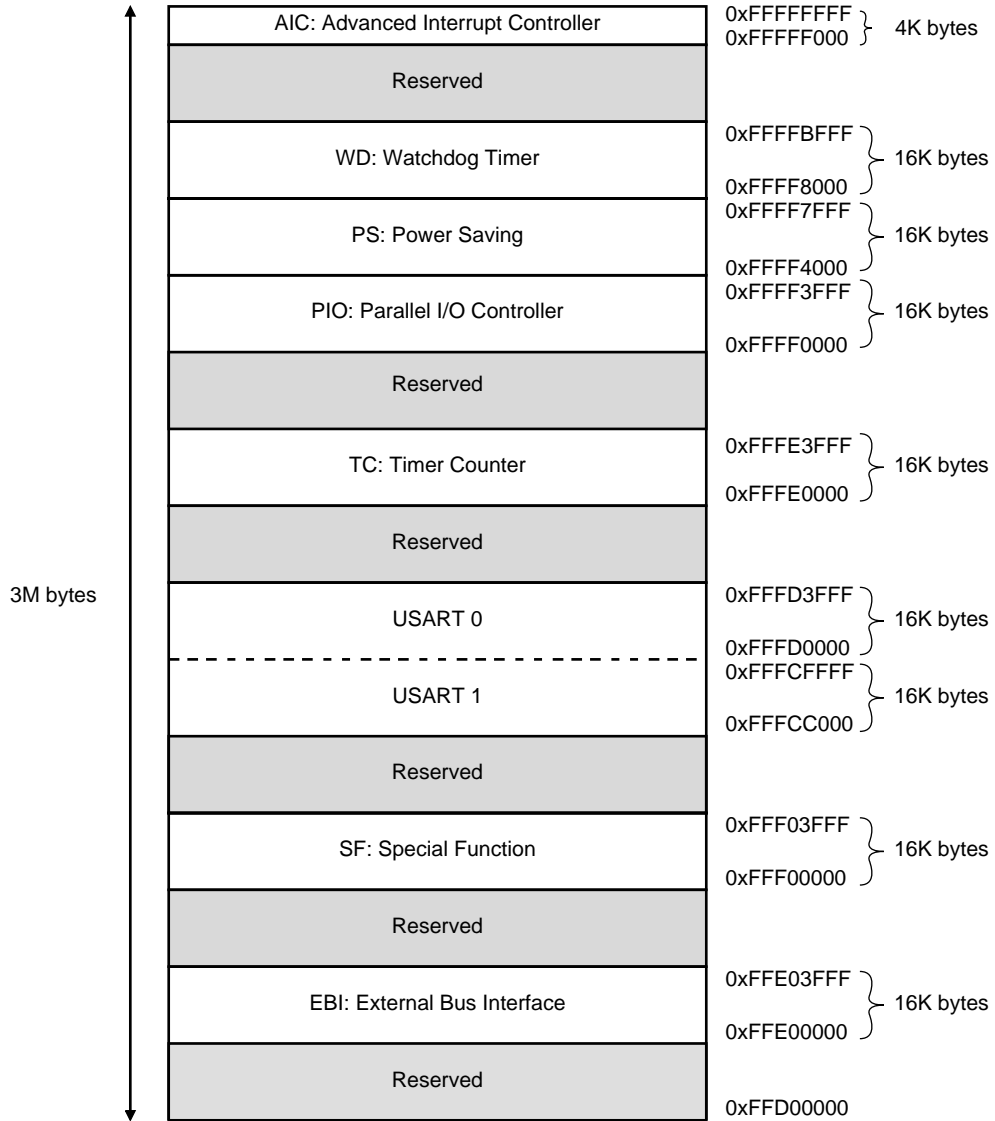 AIC: Advanced Interrupt Controller
0xFFFFFFFF
0xFFFFF000
4K bytes
Reserved
WD: Watchdog Timer
0xFFFFBFFF
0xFFFF8000
16K bytes
PS: Power Saving
0xFFFF7FFF
0xFFFF4000
16K bytes
PIO: Parallel I/O Controller
0xFFFF3FFF
0xFFFF0000
16K bytes
Reserved
TC: Timer Counter
0xFFFE3FFF
0xFFFE0000
16K bytes
Reserved
3M bytes
USART 0
0xFFFD3FFF
0xFFFD0000
16K bytes
USART 1
0xFFFCFFFF
0xFFFCC000
16K bytes
Reserved
SF: Special Function
0xFFF03FFF
0xFFF00000
16K bytes
Reserved
EBI: External Bus Interface
0xFFE03FFF
0xFFE00000
16K bytes
Reserved
0xFFD00000